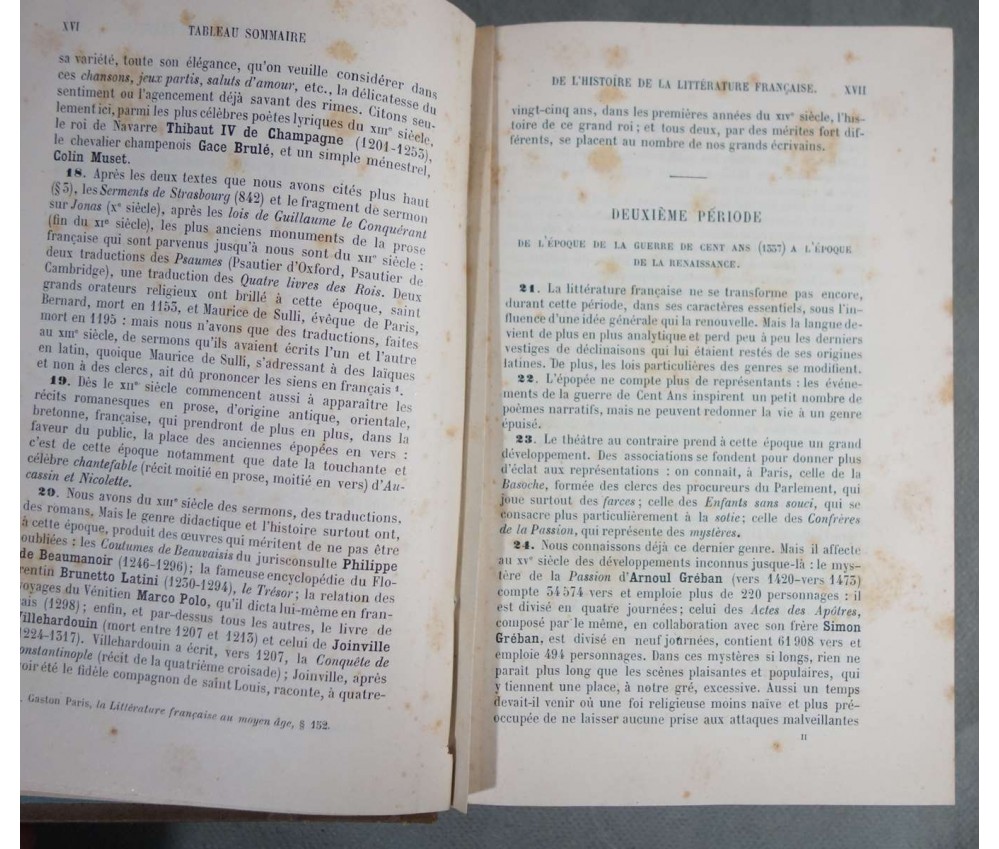 XVI TABLEAU SOMMAIRE
sa variété, toute son élégance, qu'on veuille considérer dans
ces chansons, jeux partis, saluts d'amour, etc., la délicatesse du
sentiment ou l'agencement déjà savant des rimes. Citons seu-
lement ici, parmi les plus célèbres poètes lyriques du XIIIe siècle,
le roi de Navarre Thibaut IV de Champagne (1201-1253),
le chevalier champenois Gace Brulé, et un simple ménestrel,
Colin Muset.
18. Après les deux textes que nous avons cités plus haut
(§ 3), les Serments de Strasbourg (842) et le fragment de sermon
sur Jonas (Xe siècle), après les lois de Guillaume le Conquérant
(fin du XIe siècle), les plus anciens monuments de la prose
française qui sont parvenus jusqu'à nous sont du XIIe siècle :
deux traductions des Psaumes (Psautier d'Oxford, Psautier de
Cambridge), une traduction des Quatre livres des Rois. Deux
grands orateurs religieux ont brillé à cette époque, saint
Bernard, mort en 1153, et Maurice de Sulli, évêque de Paris,
mort en 1195 : mais nous n'avons que des traductions, faites
au XIIIe siècle, de sermons qu'ils avaient écrits l'un et l'autre
en latin, quoique Maurice de Sulli, s'adressant à des laïques
et non à des clercs, ait dû prononcer les siens en français 1.
19. Dès le XIIe siècle commencent aussi à apparaître les
récits romanesques en prose, d'origine antique, orientale,
bretonne, française, qui prendront de plus en plus, dans la
faveur du public, la place des anciennes épopées en vers :
c'est de cette époque notamment que date la touchante et
célèbre chantefable (récit moitié en prose, moitié en vers) d'Au-
cassin et Nicolette.
20. Nous avons du XIIIe siècle des sermons, des traductions,
des romans. Mais le genre didactique et l'histoire surtout ont,
à cette époque, produit des œuvres qui méritent de ne pas être
oubliées : les Coutumes de Beauvaisis du jurisconsulte Philippe
de Beaumanoir (1246-1296); la fameuse encyclopédie du Flo-
rentin Brunetto Latini (1230-1294), le Trésor; la relation des
voyages du Vénitien Marco Polo, qu'il dicta lui-même en fran-
çais (1298); enfin, et par-dessus tous les autres, le livre de
Villehardouin (mort entre 1207 et 1213) et celui de Joinville
(1224-1317). Villehardouin a écrit, vers 1207, la Conquête de
Constantinople (récit de la quatrième croisade); Joinville, après
avoir été le fidèle compagnon de saint Louis, raconte, à quatre-
. Gaston Paris, la Littérature française au moyen âge, § 152.
DE L'HISTOIRE DE LA LITTÉRATURE FRANÇAISE. XVII
vingt-cinq ans, dans les premières années du XIVe siècle, l'his-
toire de ce grand roi; et tous deux, par des mérites fort dif-
férents, se placent au nombre de nos grands écrivains.
DEUXIÈME PÉRIODE
DE L'ÉPOQUE DE LA GUERRE DE CENT ANS (1337) A L'ÉPOQUE
DE LA RENAISSANCE.
21. La littérature française ne se transforme pas encore,
durant cette période, dans ses caractères essentiels, sous l'in-
fluence d'une idée générale qui la renouvelle. Mais la langue de-
vient de plus en plus analytique et perd peu à peu les derniers
vestiges de déclinaisons qui lui étaient restés de ses origines
latines. De plus, les lois particulières des genres se modifient.
22. L'épopée ne compte plus de représentants : les événe-
ments de la guerre de Cent Ans inspirent un petit nombre de
poèmes narratifs, mais ne peuvent redonner la vie à un genre
épuisé.
23. Le théâtre au contraire prend à cette époque un grand
développement. Des associations se fondent pour donner plus
d'éclat aux représentations : on connaît, à Paris, celle de la
Basoche, formée des clercs des procureurs du Parlement, qui
joue surtout des farces; celle des Enfants sans souci, qui se
consacre plus particulièrement à la sotie; celle des Confrères
de la Passion, qui représente des mystères.
24. Nous connaissons déjà ce dernier genre. Mais il affecte
au XVe siècle des développements inconnus jusque-là : le mys-
tère de la Passion d'Arnoul Gréban (vers 1420-vers 1473)
compte 34 574 vers et emploie plus de 220 personnages : il
est divisé en quatre journées; celui des Actes des Apôtres,
composé par le même, en collaboration avec son frère Simon
Gréban, est divisé en neuf journées, contient 61 908 vers et
emploie 494 personnages. Dans ces mystères si longs, rien ne
paraît plus long que les scènes plaisantes et populaires, qui
y tiennent une place, à notre gré, excessive. Aussi un temps
devait-il venir où une foi religieuse moins naïve et plus pré-
occupée de ne laisser aucune prise aux attaques malveillantes
II